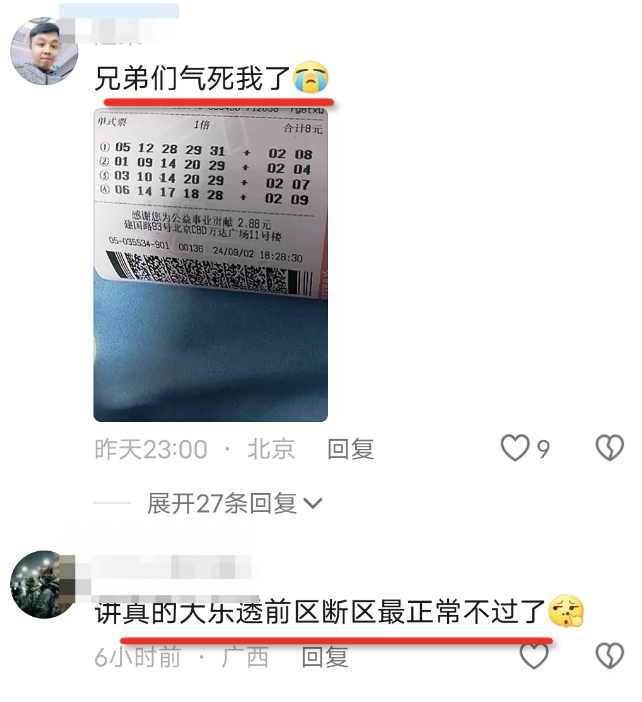 兄弟们气死我了😭
单式票 1倍 合计8元
① 05 12 28 29 31 + 02 08
② 01 09 14 20 29 + 02 04
③ 03 10 14 20 29 + 02 07
④ 06 14 17 18 28 + 02 09
感谢您为公益事业贡献 2.88元
建国路93号北京CBD万达广场11号楼
05-035534-901 00136 24/09/02 18:28:30
昨天23:00 · 北京 回复 9
展开27条回复
讲真的大乐透前区断区最正常不过了
6小时前 · 广西 回复